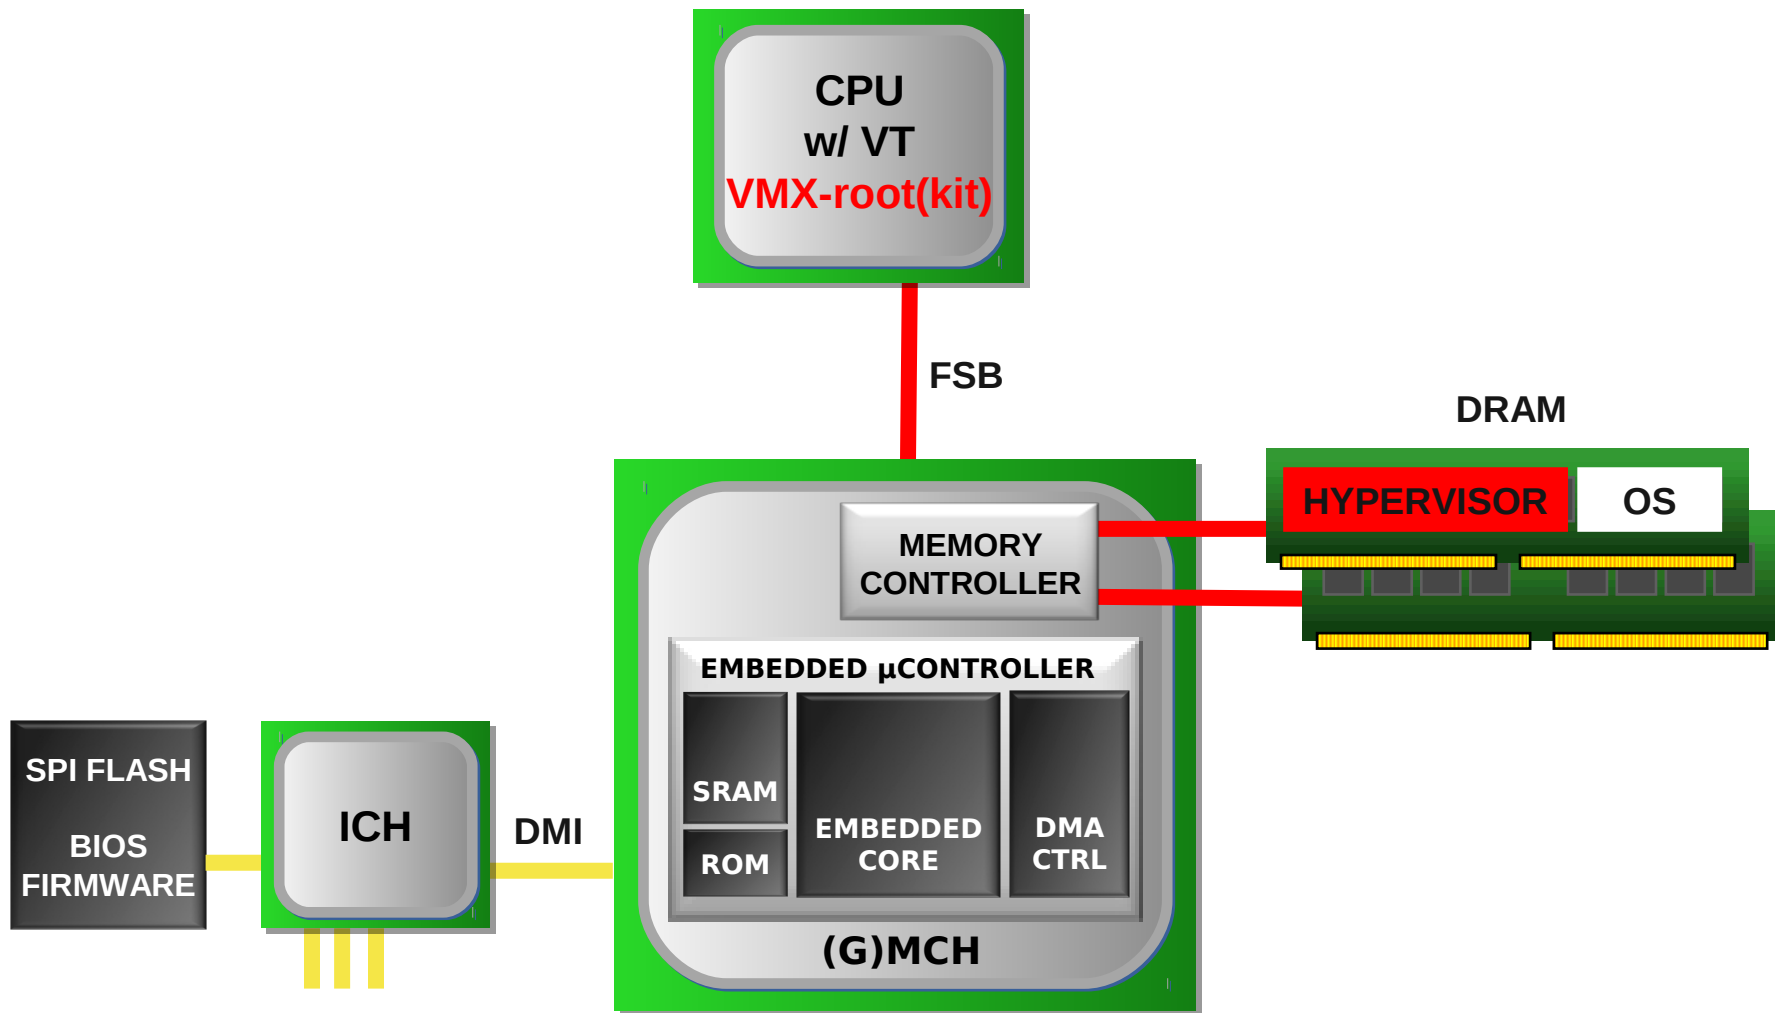 CPU
w/ VT
VMX-root(kit)
FSB
DRAM
HYPERVISOR
OS
MEMORY
CONTROLLER
EMBEDDED µCONTROLLER
SRAM
ROM
EMBEDDED
CORE
DMA
CTRL
(G)MCH
SPI FLASH
BIOS
FIRMWARE
ICH
DMI